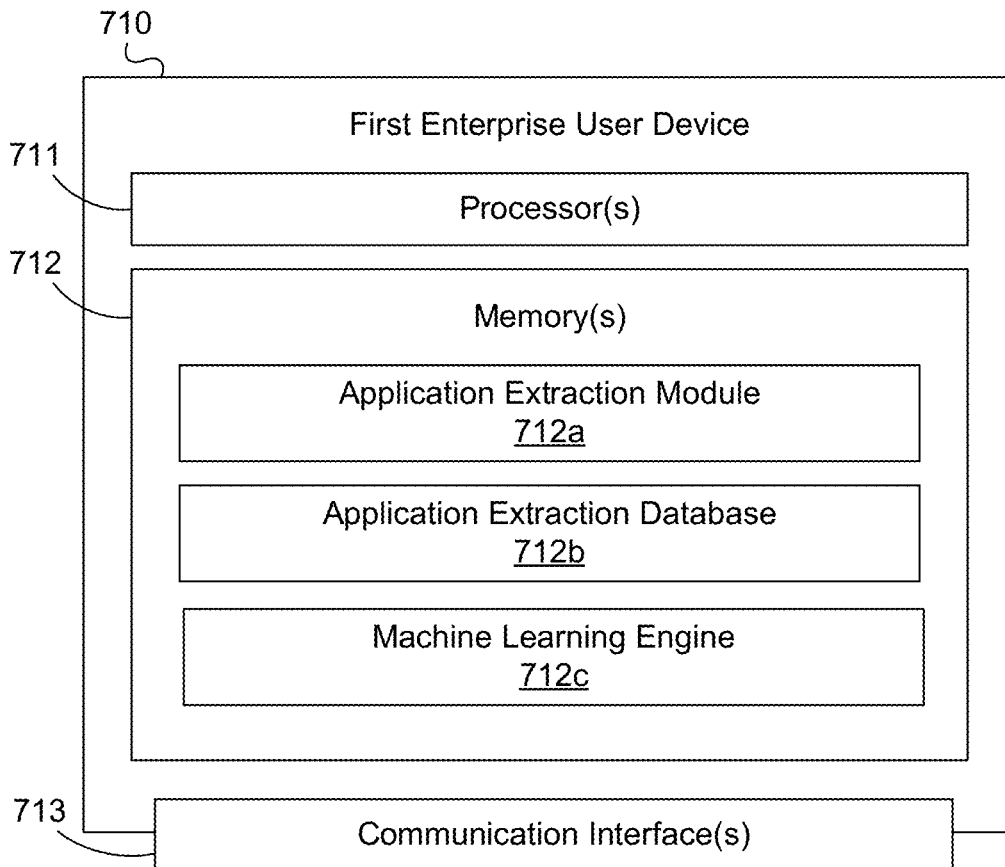 710
First Enterprise User Device
711
Processor(s)
712
Memory(s)
Application Extraction Module
712a
Application Extraction Database
712b
Machine Learning Engine
712c
713
Communication Interface(s)